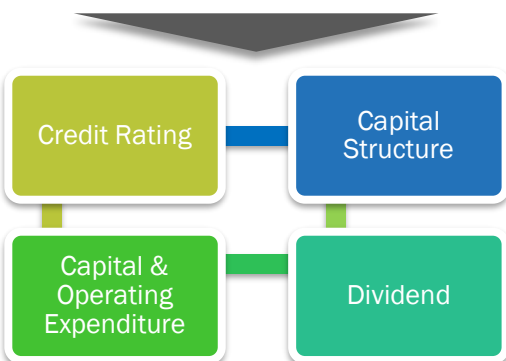 Credit Rating
Capital
Structure
Capital &
Operating
Expenditure
Dividend